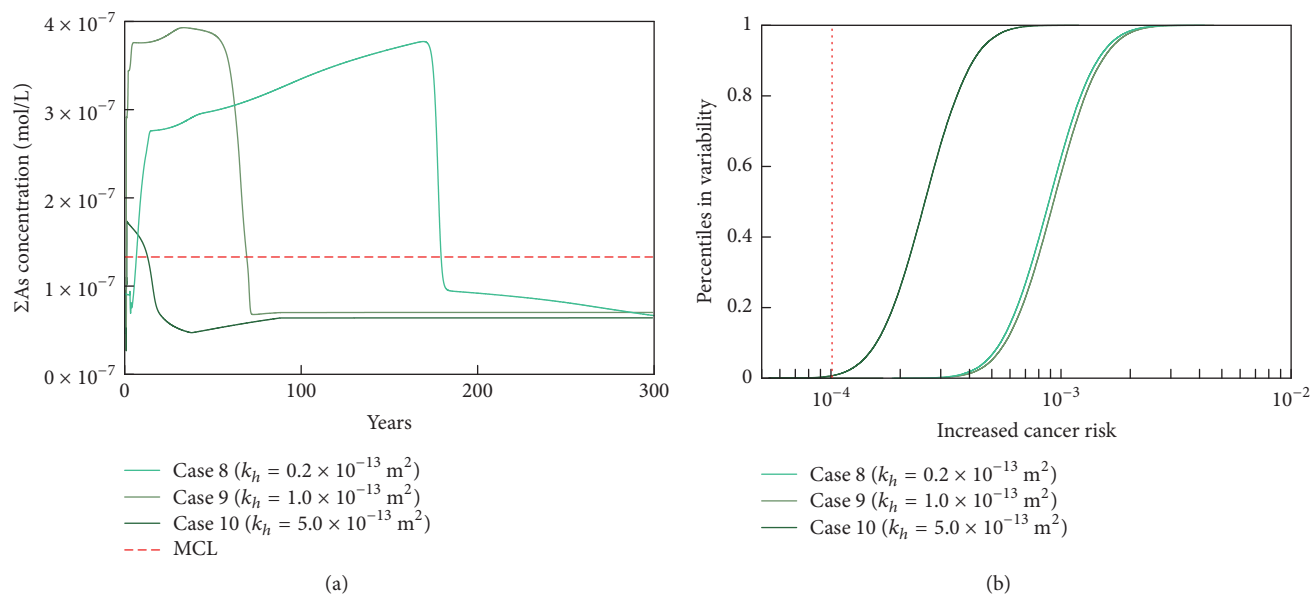 4 × 10⁻⁷
3 × 10⁻⁷
2 × 10⁻⁷
1 × 10⁻⁷
0 × 10⁻⁷
ΣAs concentration (mol/L)
0
100
200
300
Years
Case 8 (kₕ = 0.2 × 10⁻¹³ m²)
Case 9 (kₕ = 1.0 × 10⁻¹³ m²)
Case 10 (kₕ = 5.0 × 10⁻¹³ m²)
MCL
(a)
1
0.8
0.6
0.4
0.2
0
Percentiles in variability
10⁻⁴
10⁻³
10⁻²
Increased cancer risk
Case 8 (kₕ = 0.2 × 10⁻¹³ m²)
Case 9 (kₕ = 1.0 × 10⁻¹³ m²)
Case 10 (kₕ = 5.0 × 10⁻¹³ m²)
(b)